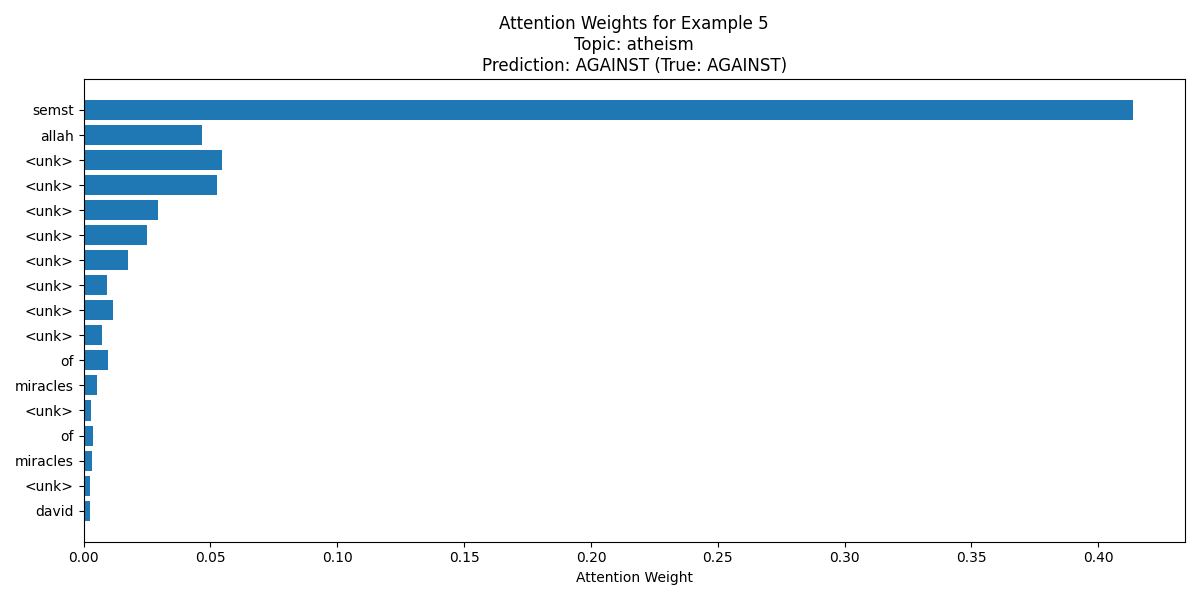 Attention Weights for Example 5
Topic: atheism
Prediction: AGAINST (True: AGAINST)
semst
allah
<unk>
<unk>
<unk>
<unk>
<unk>
<unk>
<unk>
<unk>
of
miracles
<unk>
of
miracles
<unk>
david
0.00 0.05 0.10 0.15 0.20 0.25 0.30 0.35 0.40
Attention Weight